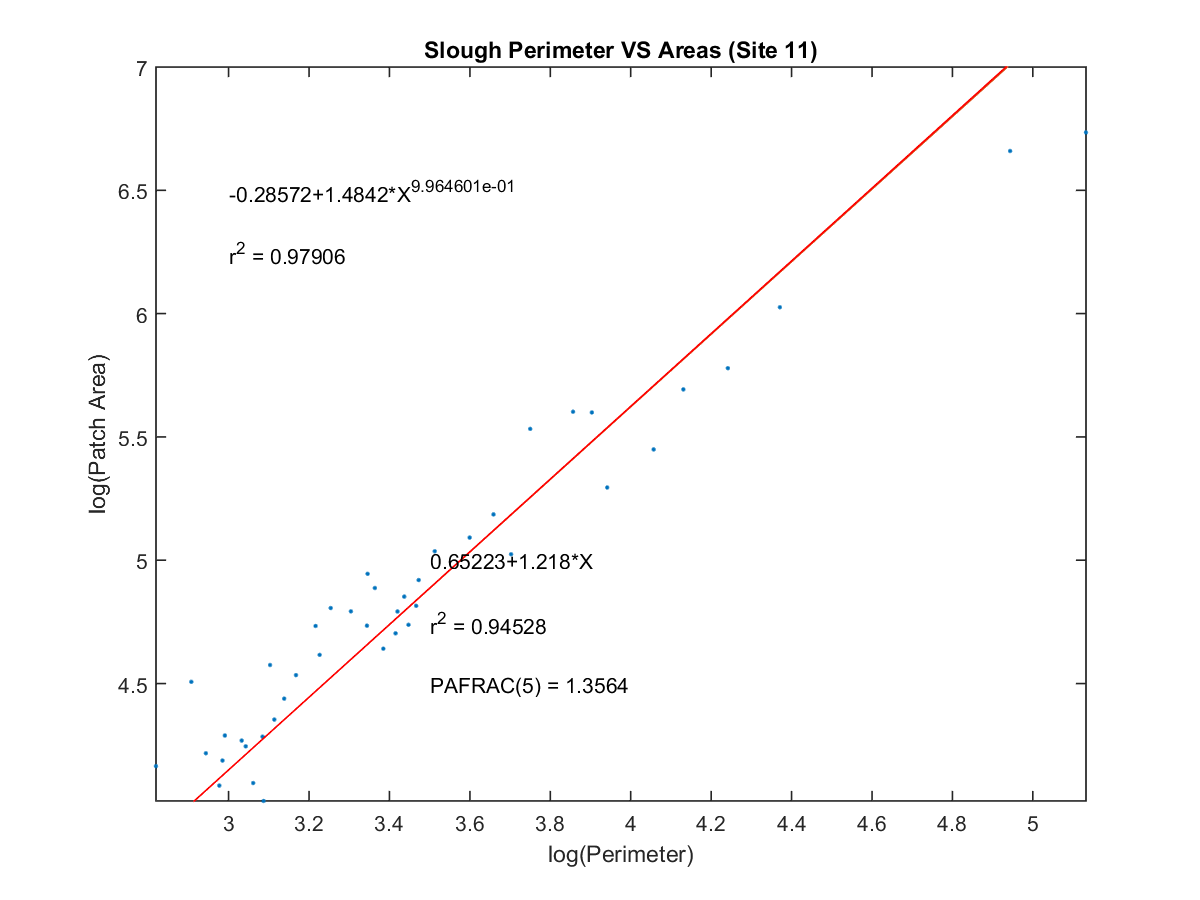 Slough Perimeter VS Areas (Site 11)
7
6.5
6
5.5
5
4.5
log(Patch Area)
-0.28572+1.4842*X^9.964601e-01
r^2 = 0.97906
0.65223+1.218*X
r^2 = 0.94528
PAFRAC(5) = 1.3564
3 3.2 3.4 3.6 3.8 4 4.2 4.4 4.6 4.8 5
log(Perimeter)